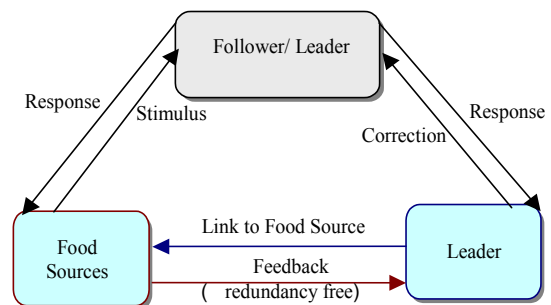 Follower/ Leader
Response
Stimulus
Response
Correction
Link to Food Source
Food
Sources
Leader
Feedback
( redundancy free)